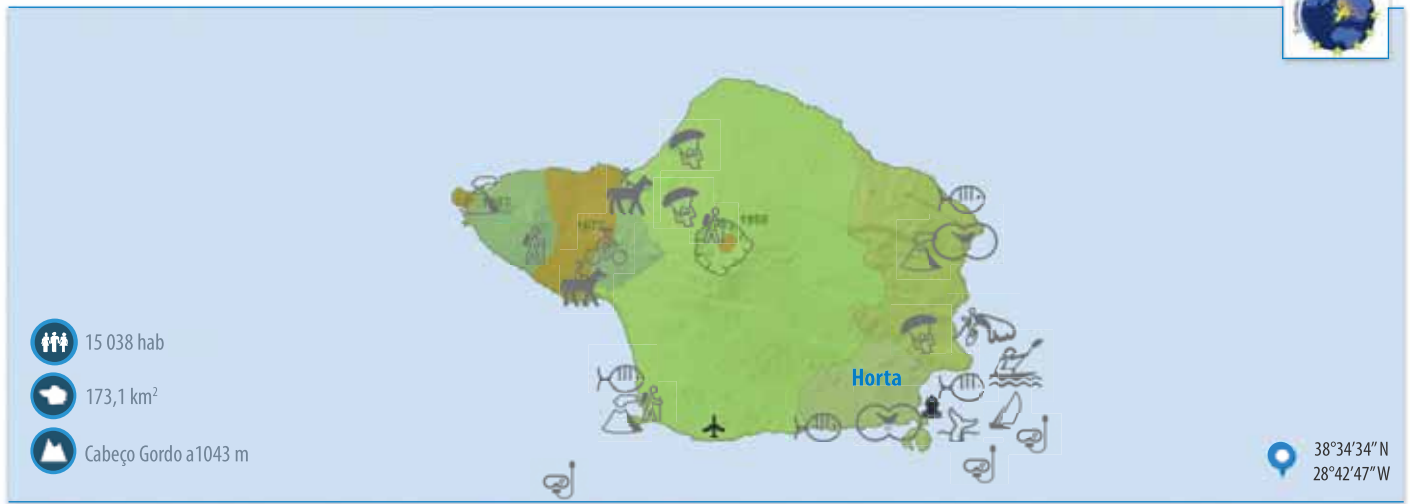 Horta
15 038 hab
173,1 km²
Cabeço Gordo a1043 m
38°34’34” N
28°42’47” W